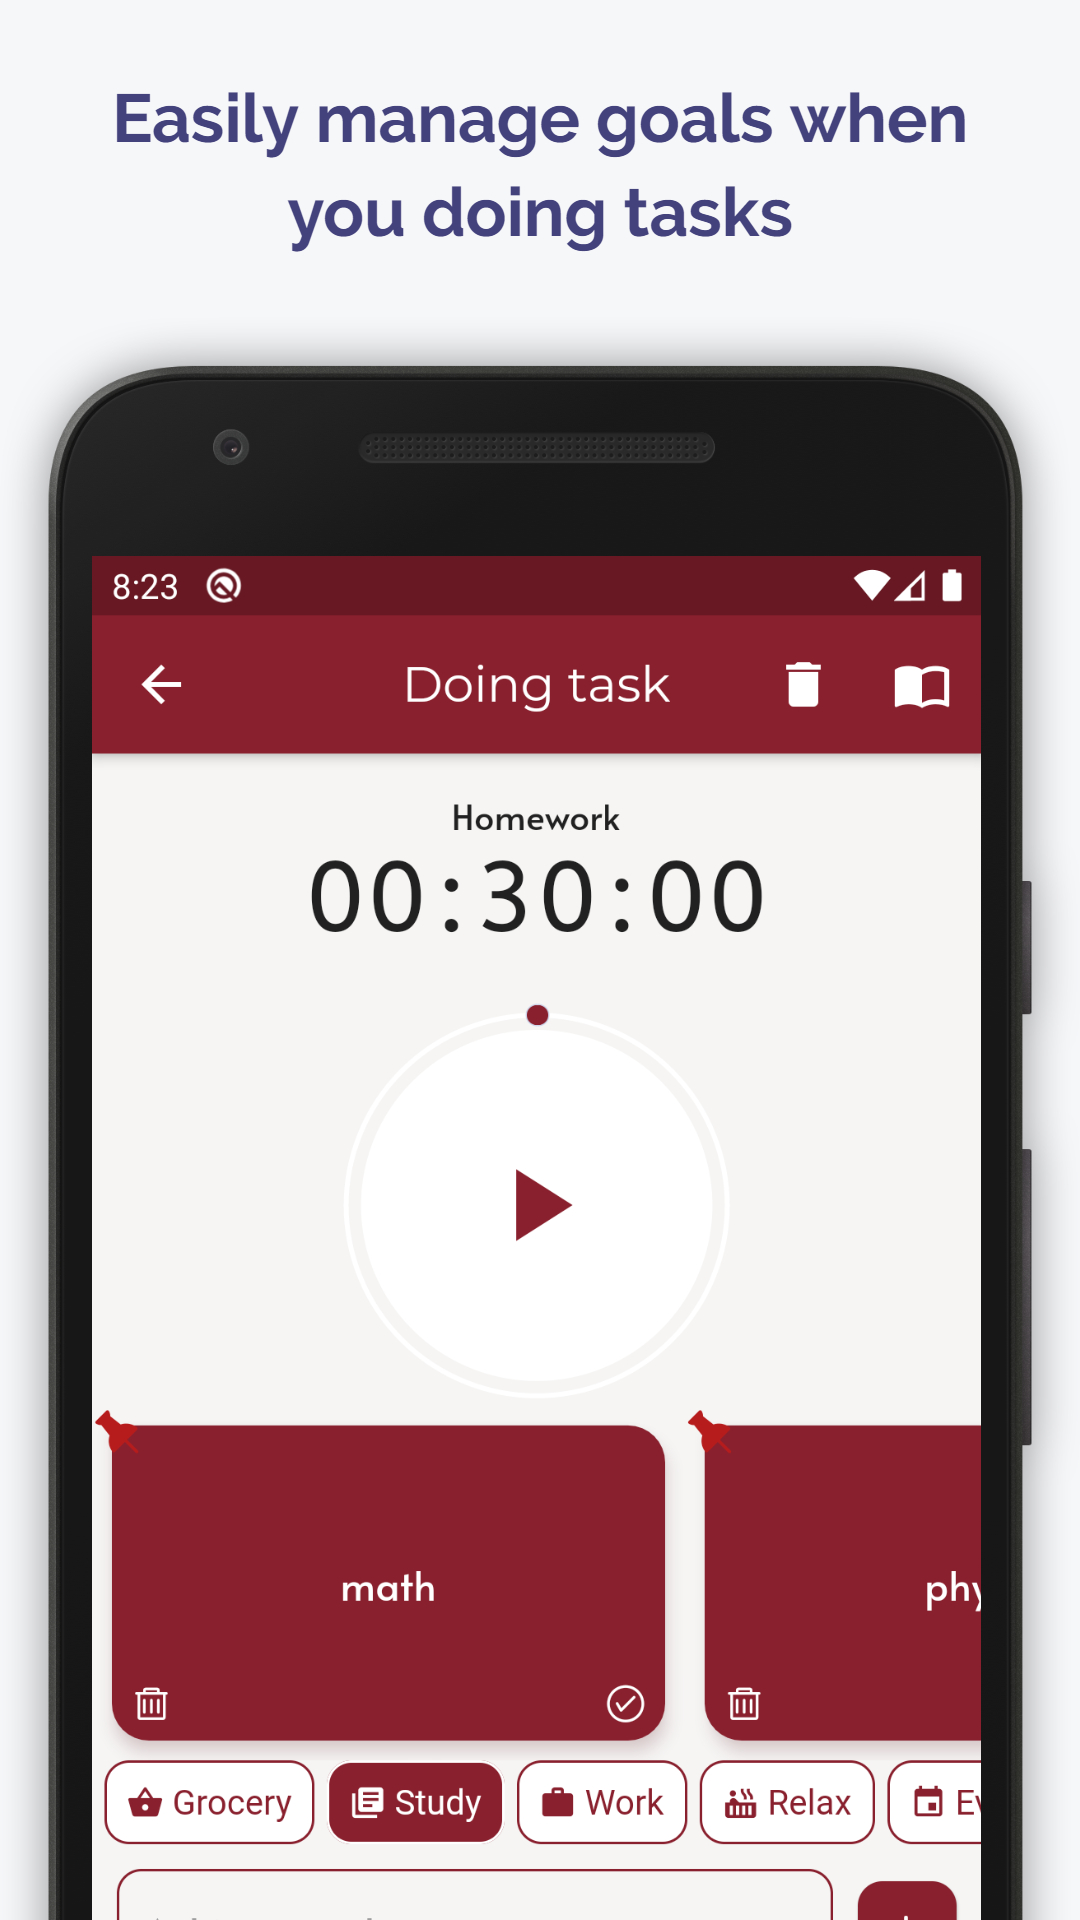 Easily manage goals when
you doing tasks
8:23
Doing task
Homework
00:30:00
math
phy
Grocery
Study
Work
Relax